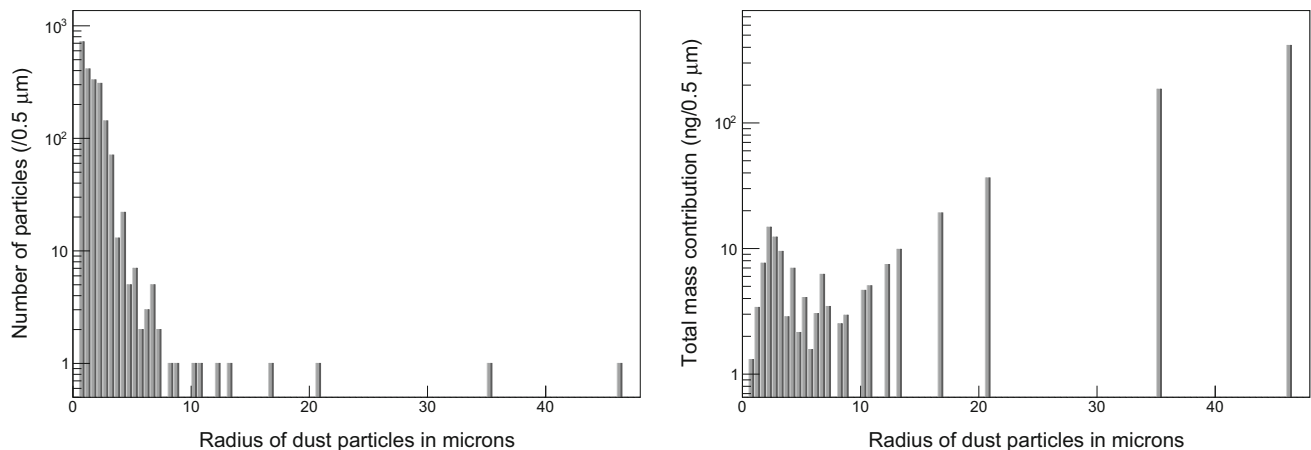 Number of particles (/0.5 μm)
10³
10²
10
1
0 10 20 30 40
Radius of dust particles in microns
Total mass contribution (ng/0.5 μm)
10²
10
1
0 10 20 30 40
Radius of dust particles in microns